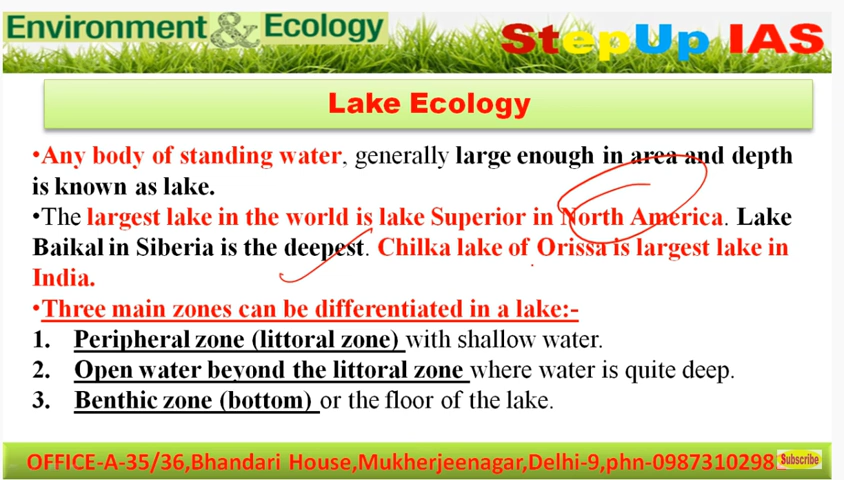 Environment & Ecology
StepUp IAS
Lake Ecology
•Any body of standing water, generally large enough in area and depth
is known as lake.
•The largest lake in the world is lake Superior in North America. Lake
Baikal in Siberia is the deepest. Chilka lake of Orissa is largest lake in
India.
•Three main zones can be differentiated in a lake:-
1. Peripheral zone (littoral zone) with shallow water.
2. Open water beyond the littoral zone where water is quite deep.
3. Benthic zone (bottom) or the floor of the lake.
OFFICE-A-35/36,Bhandari House,Mukherjeenagar,Delhi-9,phn-0987310298
Subscribe